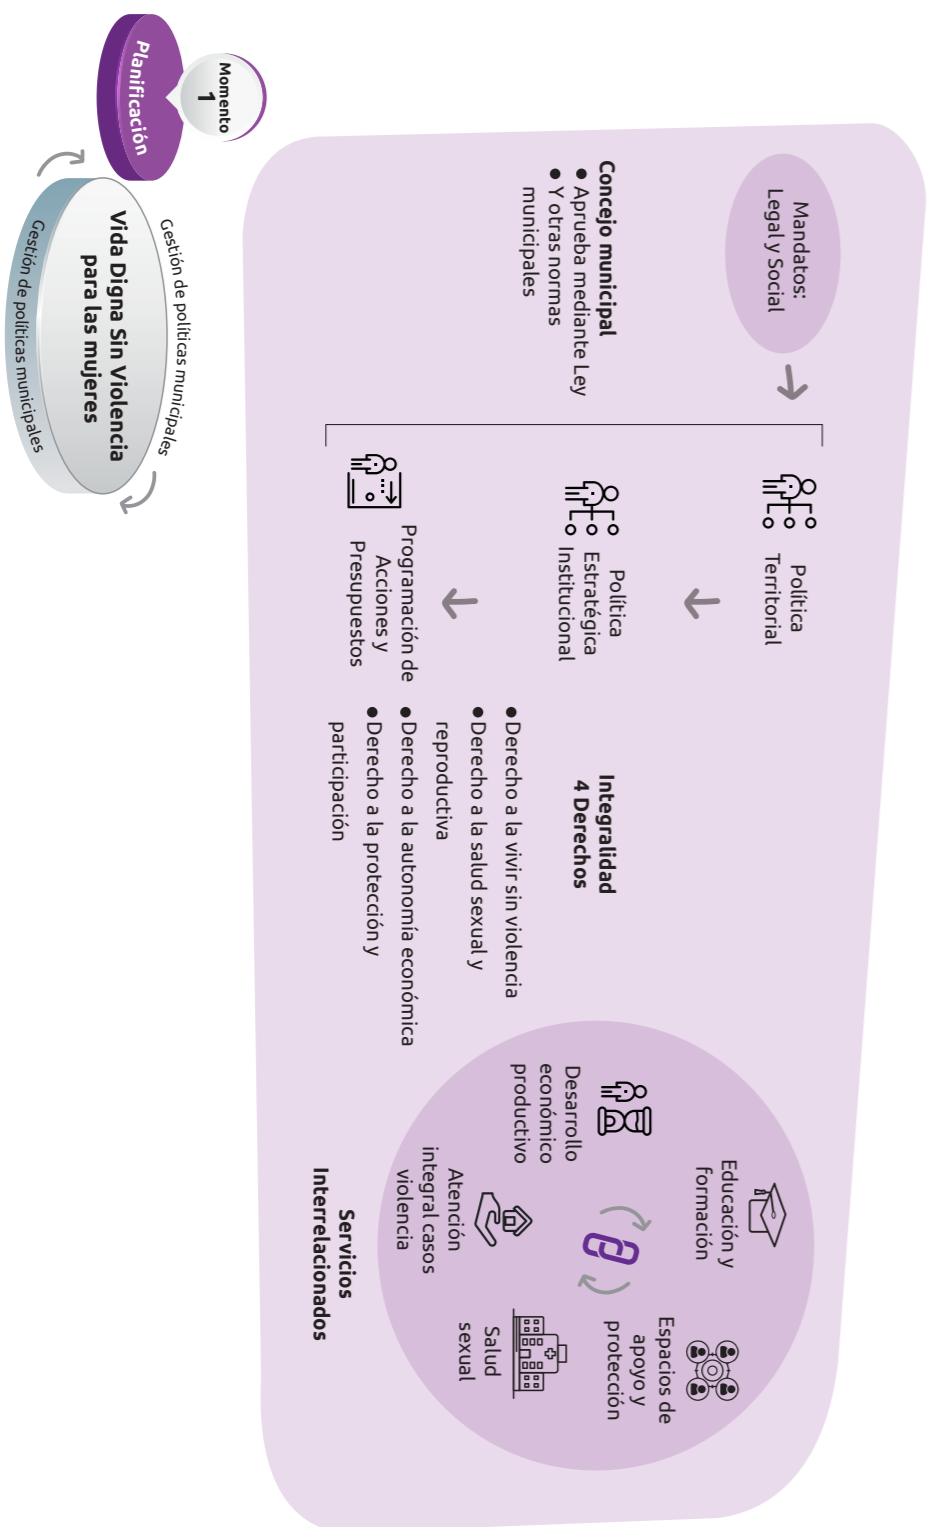 Momento
1
Planificación
Gestión de políticas municipales
Vida Digna Sin Violencia
para las mujeres
Gestión de políticas municipales
Mandatos:
Legal y Social
Concejo municipal
● Aprueba mediante Ley
● Y otras normas
municipales
Política
Territorial
Política
Estratégica
Institucional
Programación de
Acciones y
Presupuestos
Integralidad
4 Derechos
● Derecho a la vivir sin violencia
● Derecho a la salud sexual y
reproductiva
● Derecho a la autonomía económica
● Derecho a la protección y
participación
Educación y
formación
Espacios de
apoyo y
protección
Desarrollo
económico
productivo
Atención
integral casos
violencia
Salud
sexual
Servicios
Interrelacionados